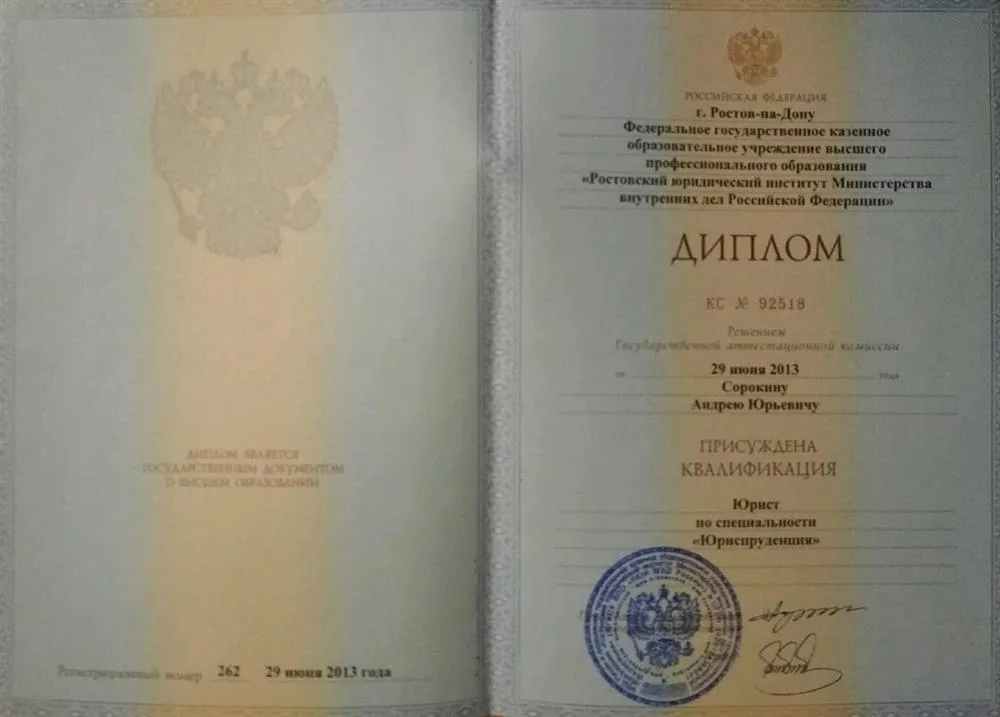 ДИПЛОМ ЯВЛЯЕТСЯ
ГОСУДАРСТВЕННЫМ ДОКУМЕНТОМ
О ВЫСШЕМ ОБРАЗОВАНИИ
Регистрационный номер 262 29 июня 2013 года
РОССИЙСКАЯ ФЕДЕРАЦИЯ
г. Ростов-на-Дону
Федеральное государственное казенное
образовательное учреждение высшего
профессионального образования
«Ростовский юридический институт Министерства
внутренних дел Российской Федерации»
ДИПЛОМ
КС № 92518
Решением
Государственной аттестационной комиссии
от 29 июня 2013 года
Сорокину
Андрею Юрьевичу
ПРИСУЖДЕНА
КВАЛИФИКАЦИЯ
Юрист
по специальности
«Юриспруденция»